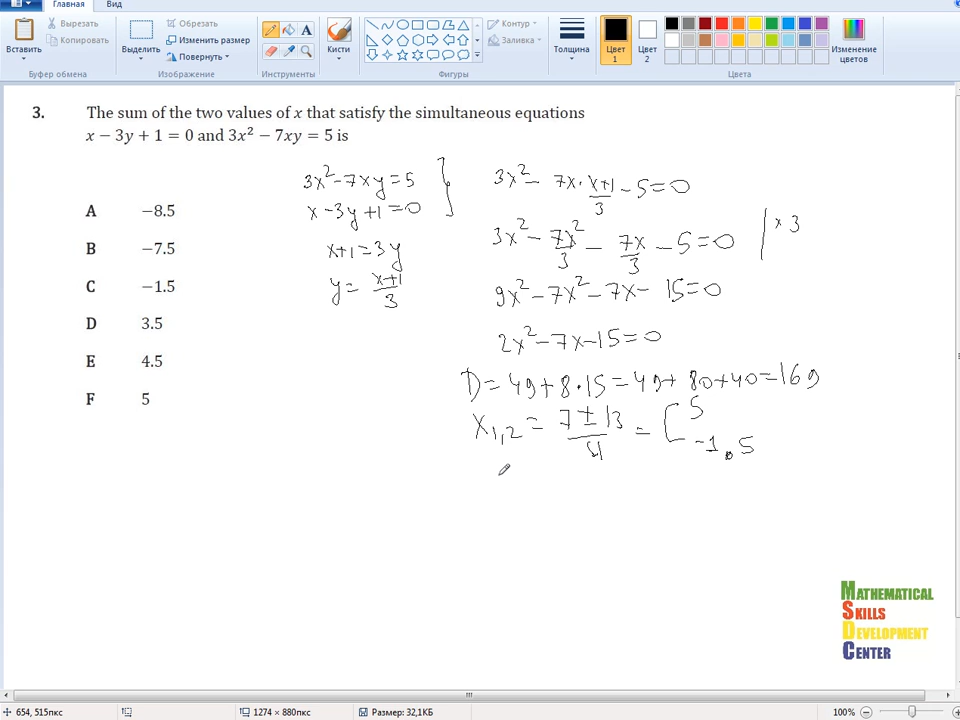 Главная Вид
Вставить
Вырезать
Копировать
Буфер обмена
Выделить
Обрезать
Изменить размер
Повернуть
Изображение
A
Инструменты
Кисти
Контур
Заливка
Фигуры
Толщина
Цвет 1
Цвет 2
Изменение цветов
Цвета
3. The sum of the two values of x that satisfy the simultaneous equations
x − 3y + 1 = 0 and 3x² − 7xy = 5 is
A −8.5
B −7.5
C −1.5
D 3.5
E 4.5
F 5
3x²-7xy=5
x-3y+1=0
x+1=3y
y= (x+1)/3
3x² - 7x·(x+1)/3 - 5=0
3x² - 7x²/3 - 7x/3 - 5=0 | x 3
9x²-7x²-7x-15=0
2x²-7x-15=0
D=49+8·15=49+80+40=169
x1,2 = (7±13)/4 = [ 5
-1.5
MATHEMATICAL
SKILLS
DEVELOPMENT
CENTER
654, 515пкс
1274 × 880пкс
Размер: 32,1КБ
100%